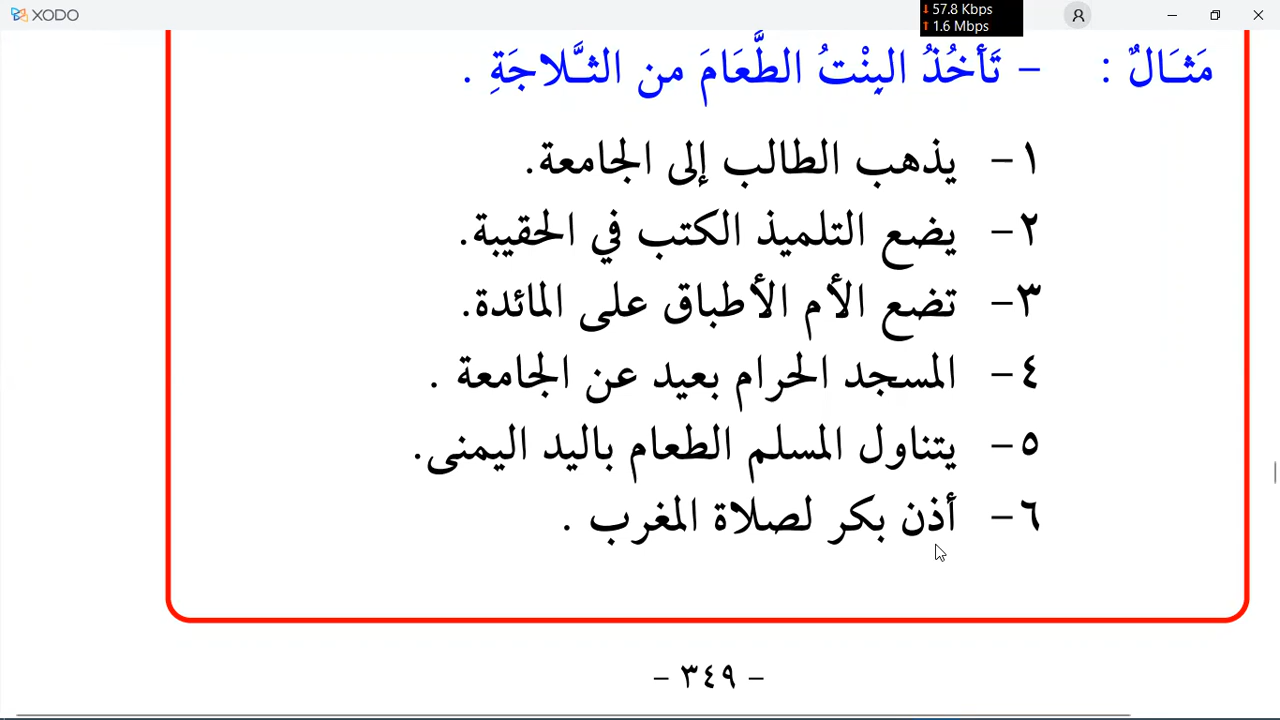 XODO
↓ 57.8 Kbps
↑ 1.6 Mbps
مَثَـالٌ : – تَأخُذُ البِنْتُ الطَّعَامَ من الثـَّلاجَةِ .
١– يذهب الطالب إلى الجامعة.
٢– يضع التلميذ الكتب في الحقيبة.
٣– تضع الأم الأطباق على المائدة.
٤– المسجد الحرام بعيد عن الجامعة .
٥– يتناول المسلم الطعام باليد اليمنى.
٦– أذن بكر لصلاة المغرب .
– ٣٤٩ –